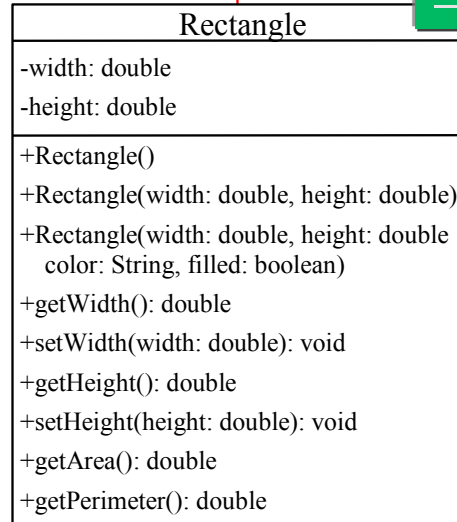 Rectangle
-width: double
-height: double
+Rectangle()
+Rectangle(width: double, height: double)
+Rectangle(width: double, height: double
color: String, filled: boolean)
+getWidth(): double
+setWidth(width: double): void
+getHeight(): double
+setHeight(height: double): void
+getArea(): double
+getPerimeter(): double